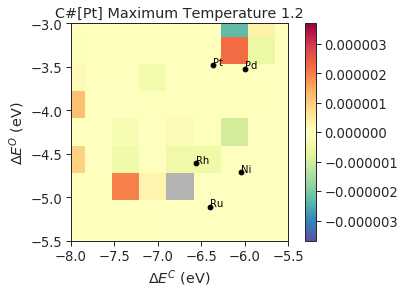 C#[Pt] Maximum Temperature 1.2
−3.0
−3.5
−4.0
−4.5
−5.0
−5.5
ΔE^O (eV)
Pt
Pd
Rh
Ni
Ru
−8.0 −7.5 −7.0 −6.5 −6.0 −5.5
ΔE^C (eV)
0.000003
0.000002
0.000001
0.000000
−0.000001
−0.000002
−0.000003